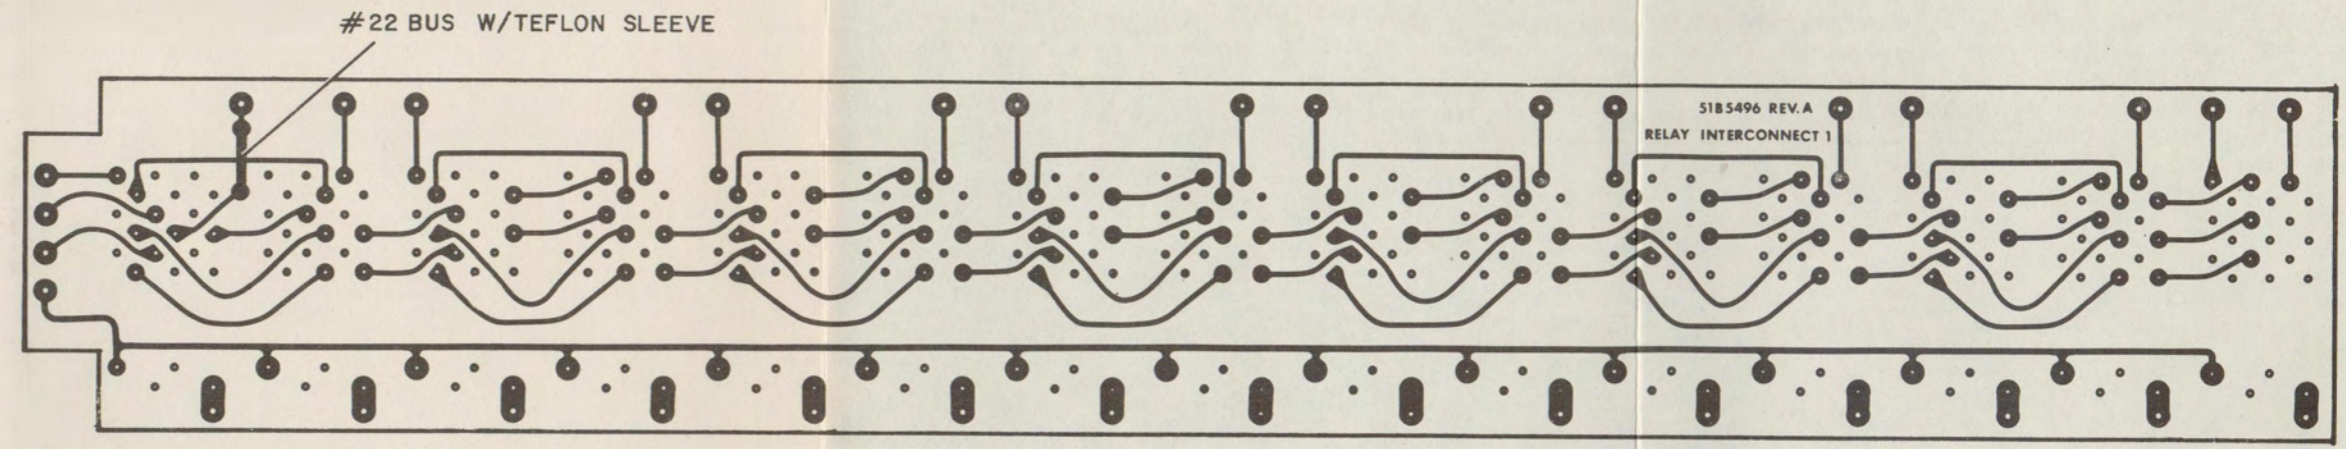 #22 BUS W/TEFLON SLEEVE
51B5496 REV.A
RELAY INTERCONNECT 1